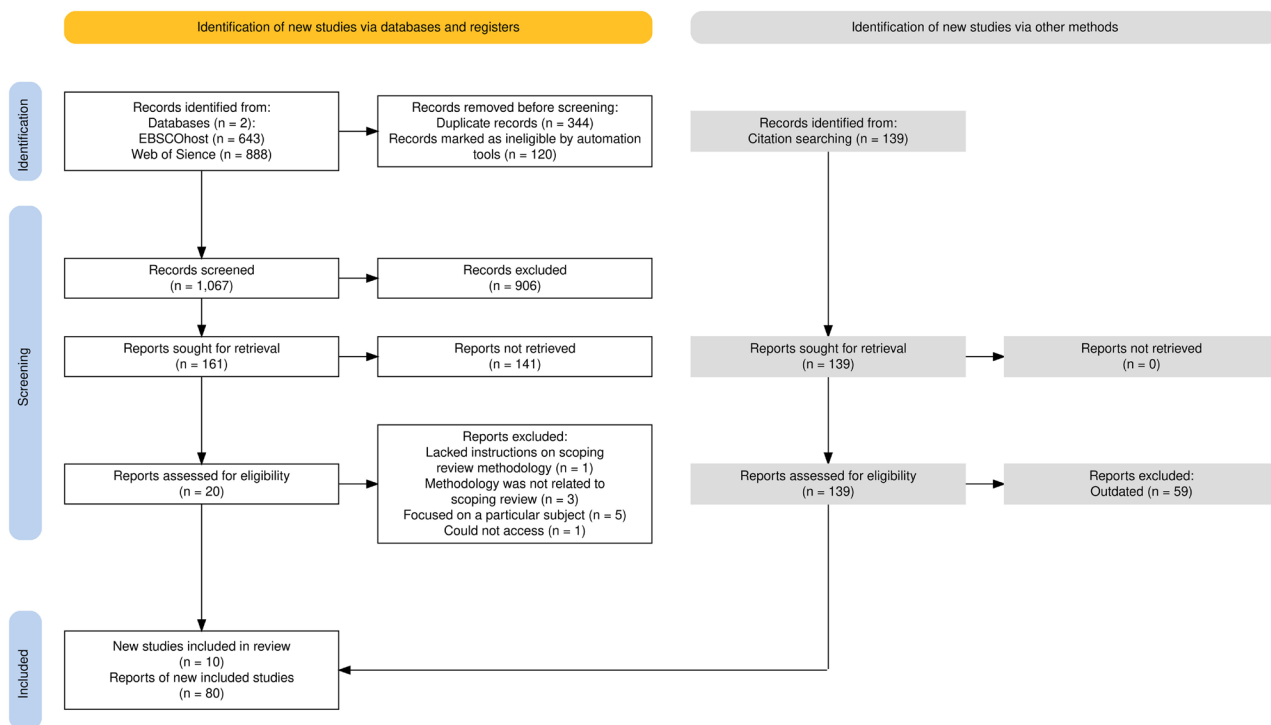 Identification of new studies via databases and registers
Identification of new studies via other methods
Identification
Records identified from:
Databases (n = 2):
EBSCOhost (n = 643)
Web of Sience (n = 888)
Records removed before screening:
Duplicate records (n = 344)
Records marked as ineligible by automation
tools (n = 120)
Records identified from:
Citation searching (n = 139)
Screening
Records screened
(n = 1,067)
Records excluded
(n = 906)
Reports sought for retrieval
(n = 161)
Reports not retrieved
(n = 141)
Reports sought for retrieval
(n = 139)
Reports not retrieved
(n = 0)
Reports assessed for eligibility
(n = 20)
Reports excluded:
Lacked instructions on scoping
review methodology (n = 1)
Methodology was not related to
scoping review (n = 3)
Focused on a particular subject (n = 5)
Could not access (n = 1)
Reports assessed for eligibility
(n = 139)
Reports excluded:
Outdated (n = 59)
Included
New studies included in review
(n = 10)
Reports of new included studies
(n = 80)